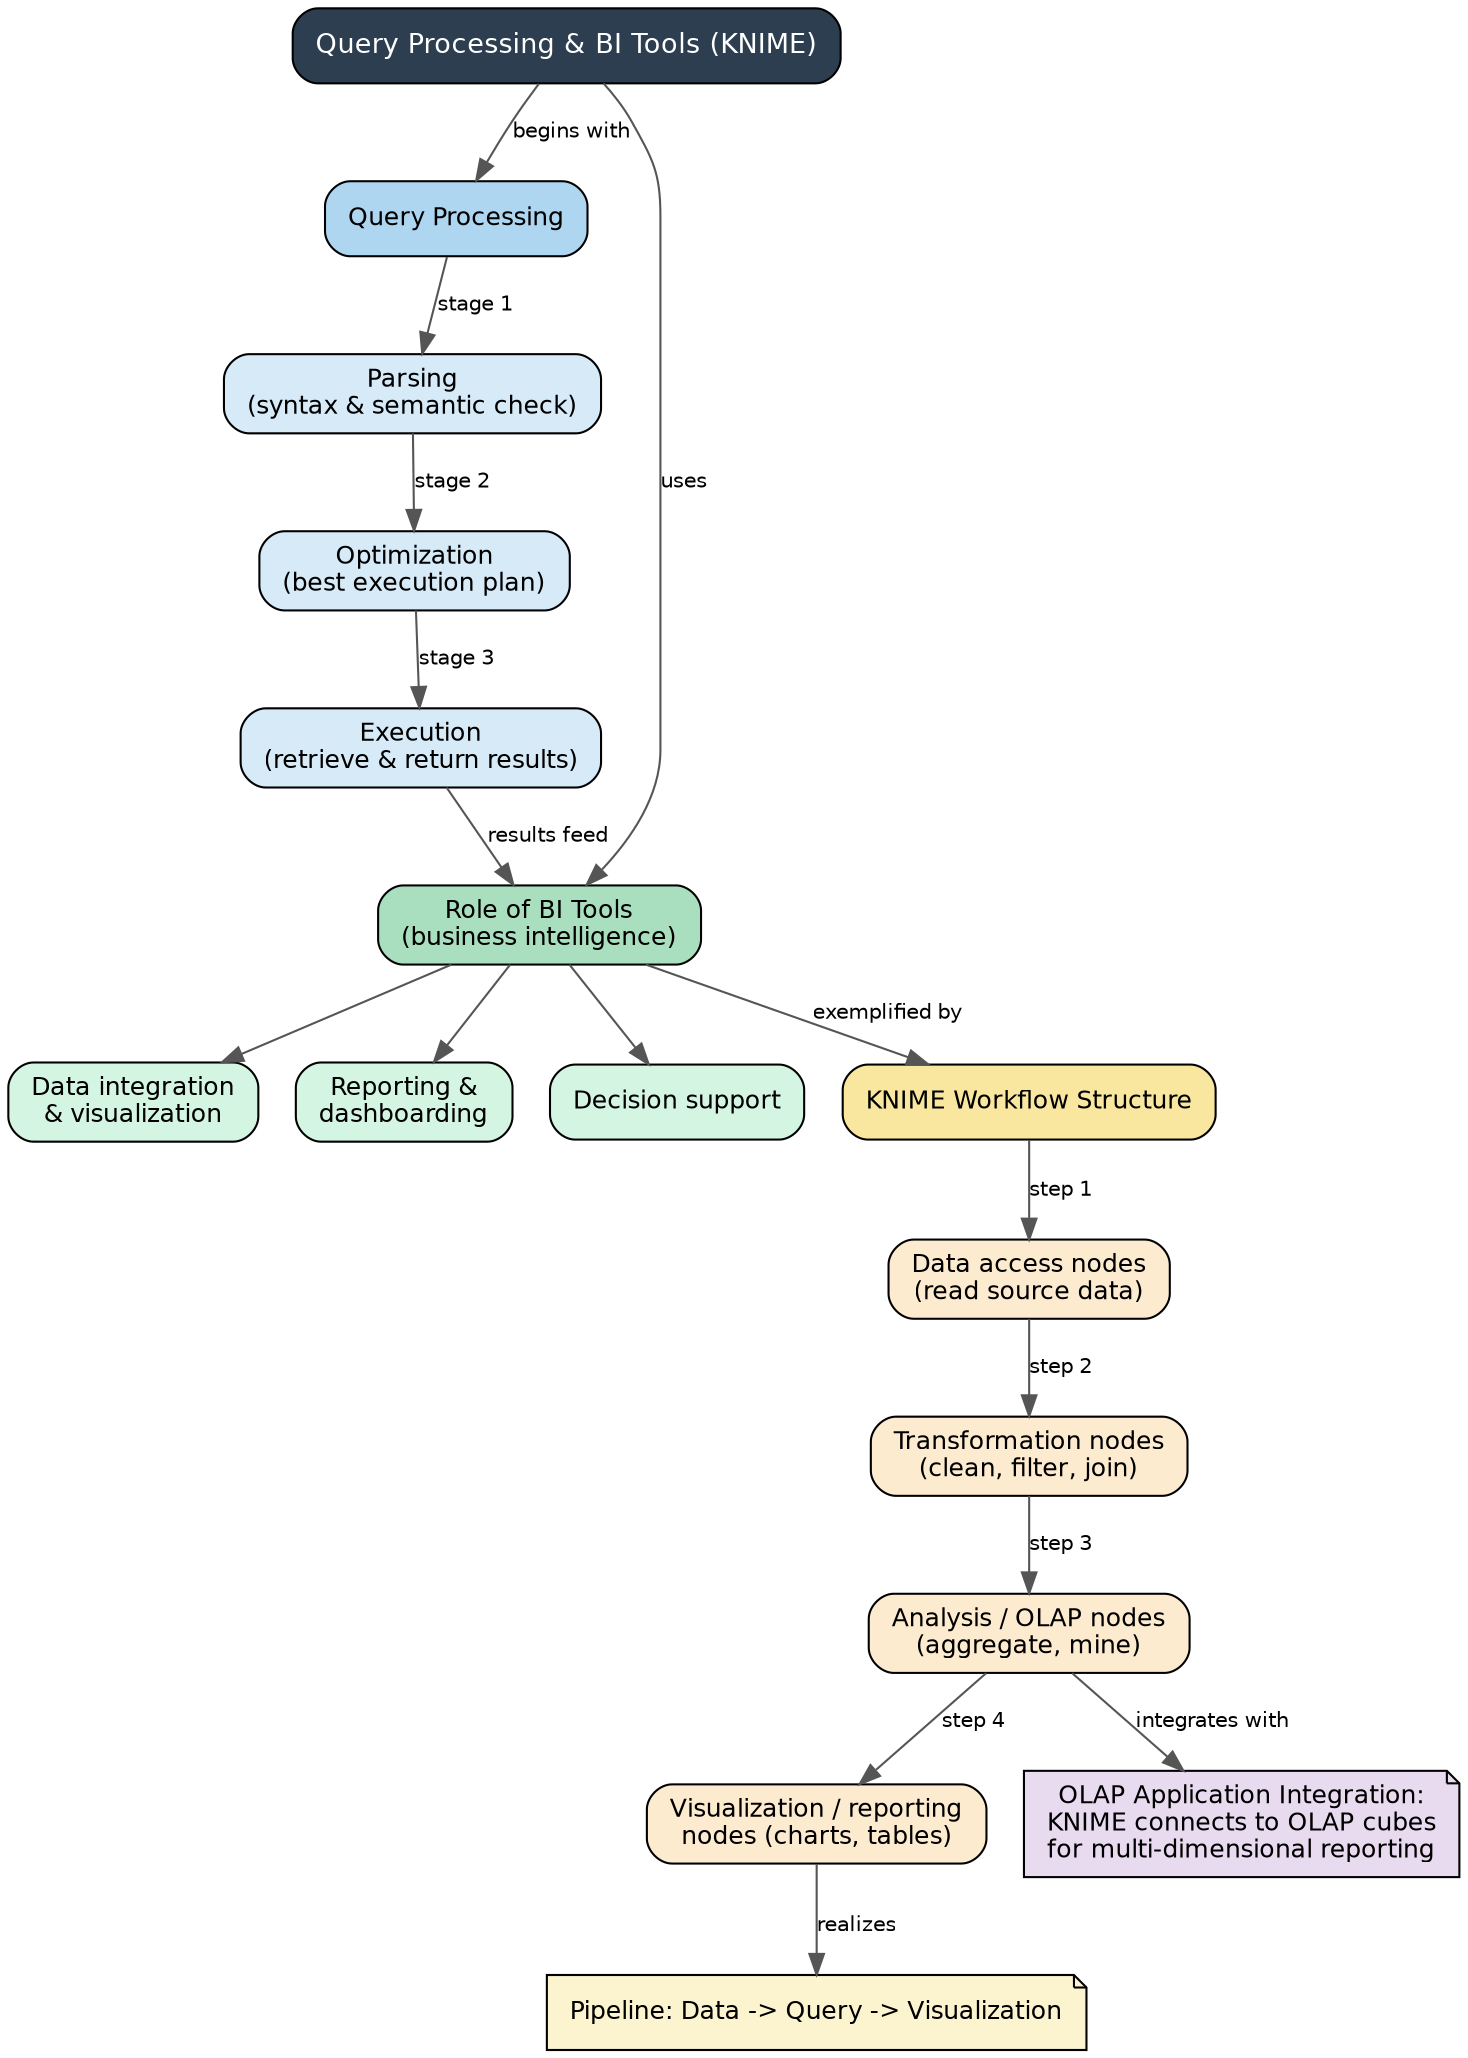 Query Processing & BI Tools (KNIME)
begins with
Query Processing
stage 1
Parsing
(syntax & semantic check)
stage 2
uses
Optimization
(best execution plan)
stage 3
Execution
(retrieve & return results)
results feed
Role of BI Tools
(business intelligence)
exemplified by
Data integration
& visualization
Reporting &
dashboarding
Decision support
KNIME Workflow Structure
step 1
Data access nodes
(read source data)
step 2
Transformation nodes
(clean, filter, join)
step 3
Analysis / OLAP nodes
(aggregate, mine)
step 4
integrates with
Visualization / reporting
nodes (charts, tables)
OLAP Application Integration:
KNIME connects to OLAP cubes
for multi-dimensional reporting
realizes
Pipeline: Data -> Query -> Visualization